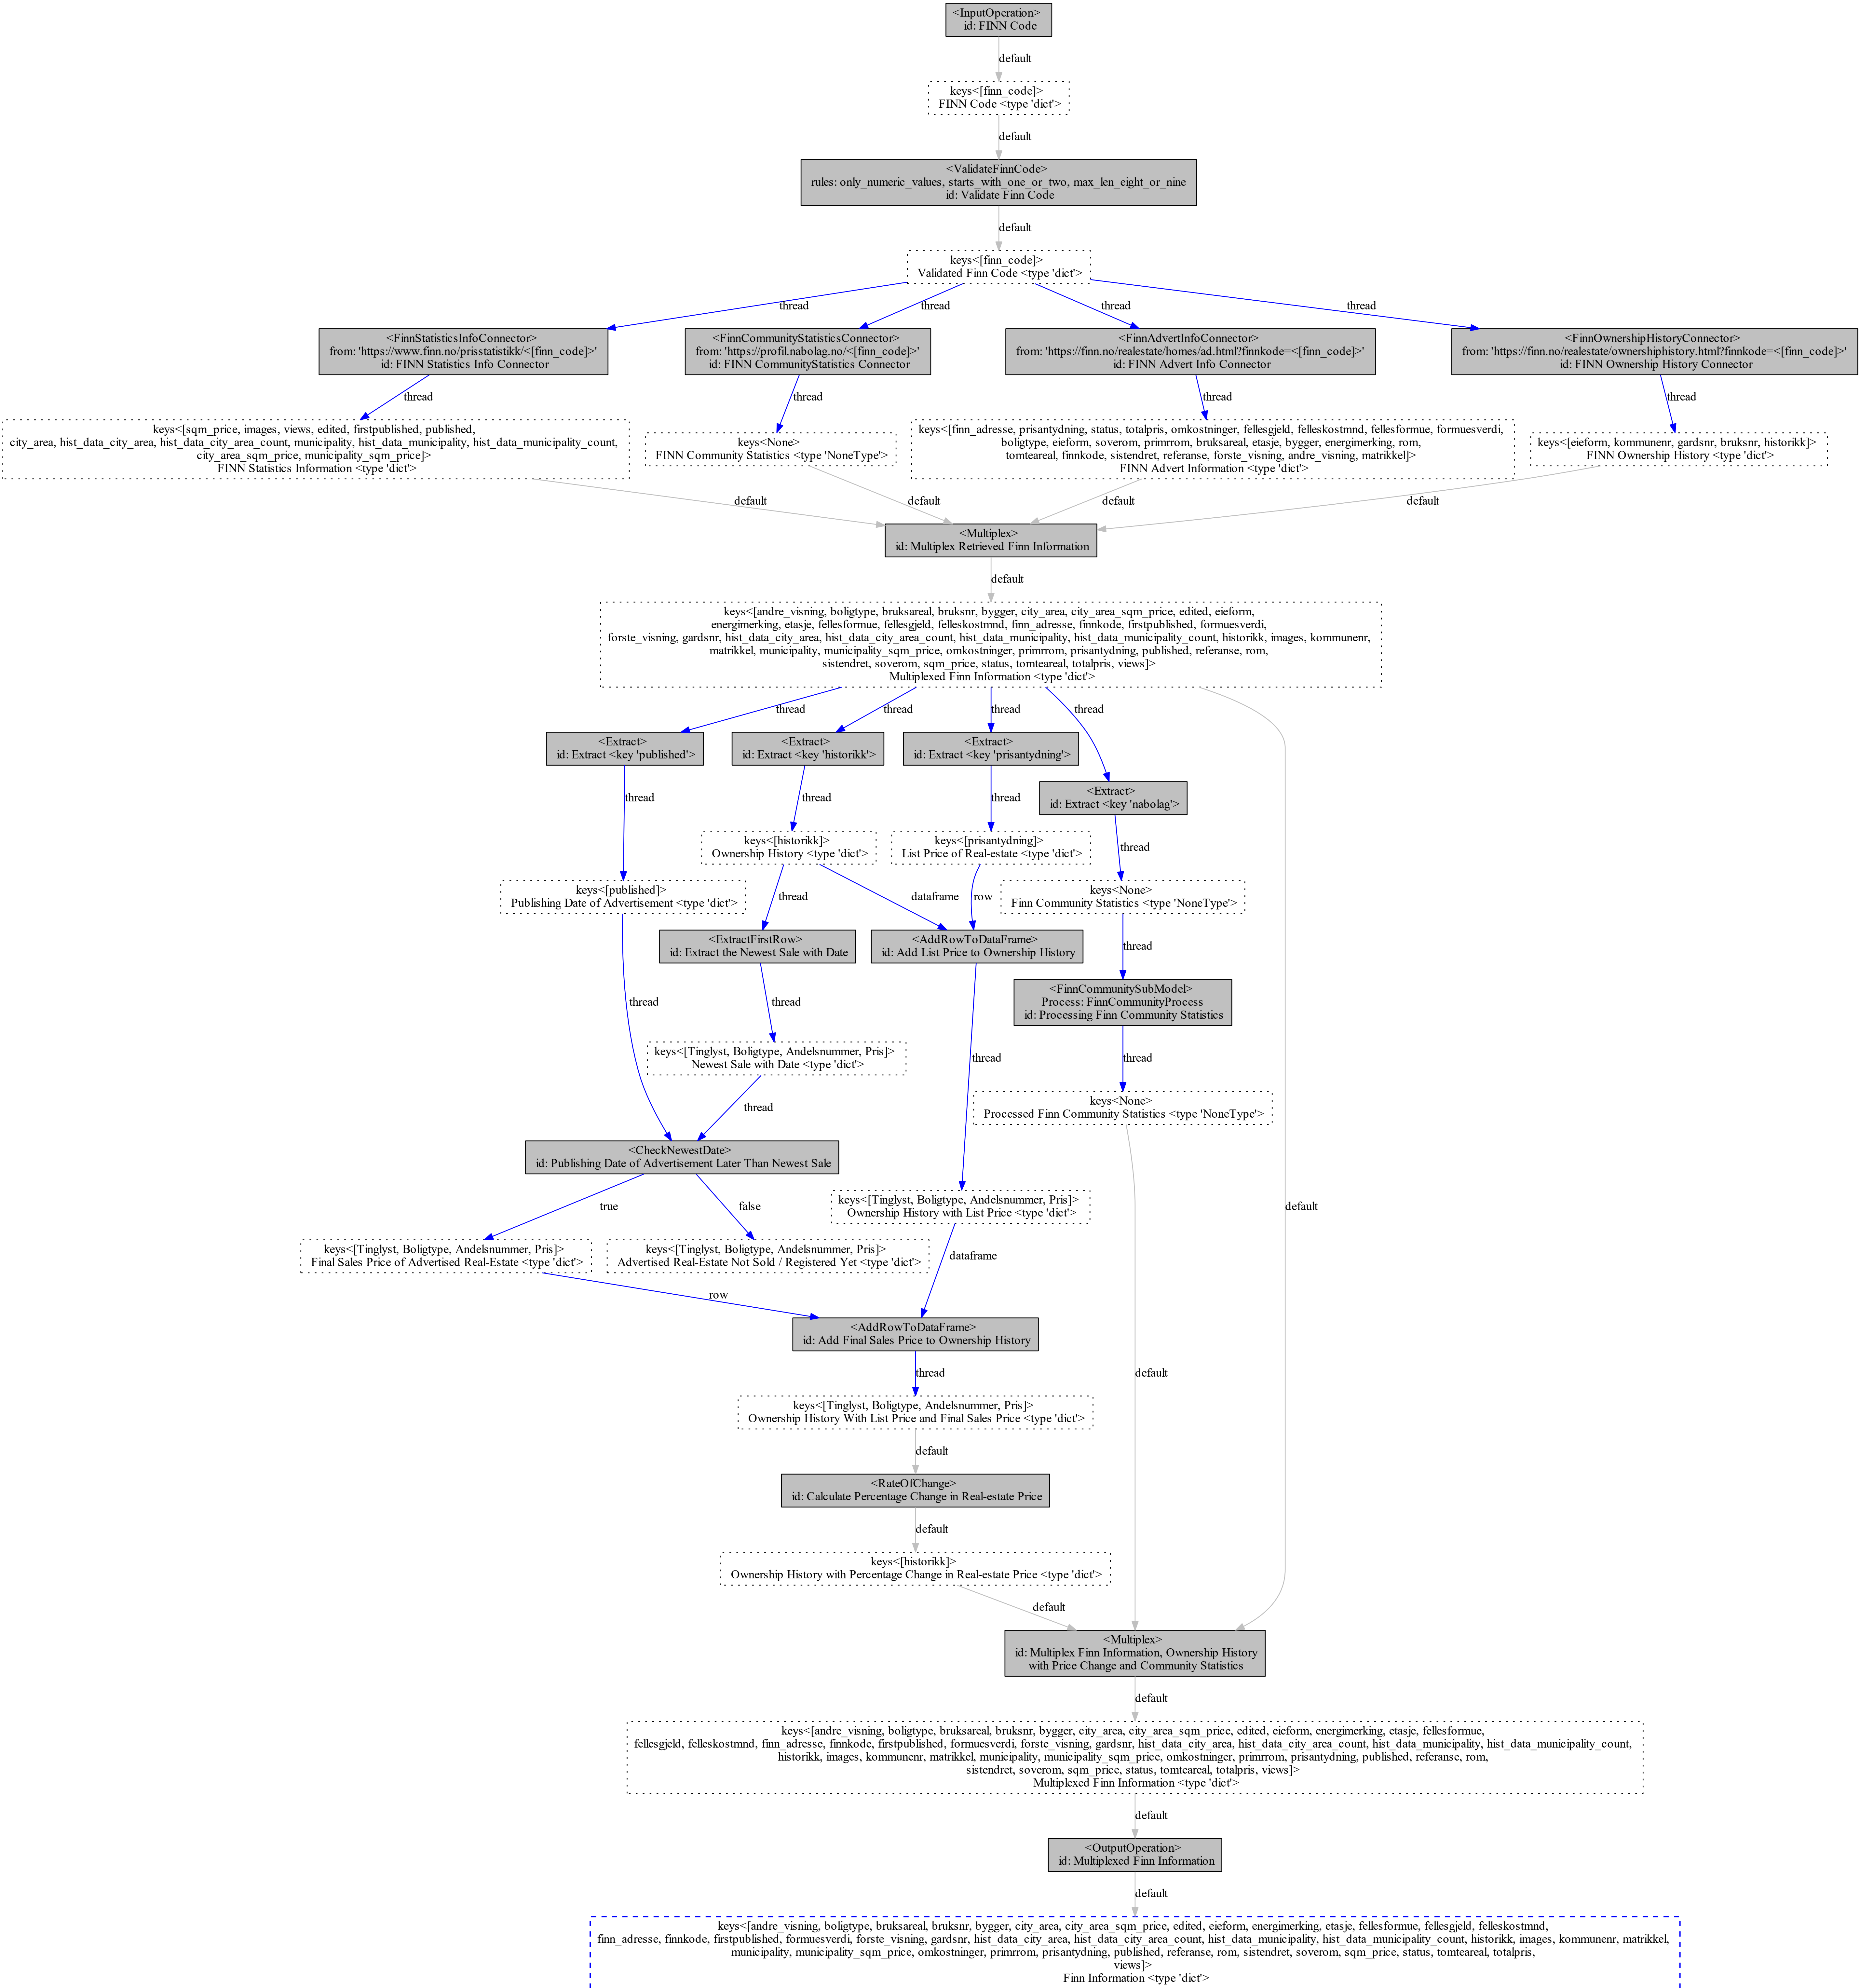 <InputOperation>
id: FINN Code
default
keys<[finn_code]>
FINN Code <type 'dict'>
default
<ValidateFinnCode>
rules: only_numeric_values, starts_with_one_or_two, max_len_eight_or_nine
id: Validate Finn Code
default
keys<[finn_code]>
Validated Finn Code <type 'dict'>
thread
thread
thread
thread
<FinnStatisticsInfoConnector>
from: 'https://www.finn.no/prisstatistikk/<[finn_code]>'
id: FINN Statistics Info Connector
<FinnCommunityStatisticsConnector>
from: 'https://profil.nabolag.no/<[finn_code]>'
id: FINN CommunityStatistics Connector
<FinnAdvertInfoConnector>
from: 'https://finn.no/realestate/homes/ad.html?finnkode=<[finn_code]>'
id: FINN Advert Info Connector
<FinnOwnershipHistoryConnector>
from: 'https://finn.no/realestate/ownershiphistory.html?finnkode=<[finn_code]>'
id: FINN Ownership History Connector
thread
thread
thread
thread
keys<[sqm_price, images, views, edited, firstpublished, published,
city_area, hist_data_city_area, hist_data_city_area_count, municipality, hist_data_municipality, hist_data_municipality_count,
city_area_sqm_price, municipality_sqm_price]>
FINN Statistics Information <type 'dict'>
keys<None>
FINN Community Statistics <type 'NoneType'>
keys<[finn_adresse, prisantydning, status, totalpris, omkostninger, fellesgjeld, felleskostmnd, fellesformue, formuesverdi,
boligtype, eieform, soverom, primrrom, bruksareal, etasje, bygger, energimerking, rom,
tomteareal, finnkode, sistendret, referanse, forste_visning, andre_visning, matrikkel]>
FINN Advert Information <type 'dict'>
keys<[eieform, kommunenr, gardsnr, bruksnr, historikk]>
FINN Ownership History <type 'dict'>
default
default
default
default
<Multiplex>
id: Multiplex Retrieved Finn Information
default
keys<[andre_visning, boligtype, bruksareal, bruksnr, bygger, city_area, city_area_sqm_price, edited, eieform,
energimerking, etasje, fellesformue, fellesgjeld, felleskostmnd, finn_adresse, finnkode, firstpublished, formuesverdi,
forste_visning, gardsnr, hist_data_city_area, hist_data_city_area_count, hist_data_municipality, hist_data_municipality_count, historikk, images, kommunenr,
matrikkel, municipality, municipality_sqm_price, omkostninger, primrrom, prisantydning, published, referanse, rom,
sistendret, soverom, sqm_price, status, tomteareal, totalpris, views]>
Multiplexed Finn Information <type 'dict'>
thread
thread
thread
thread
<Extract>
id: Extract <key 'published'>
<Extract>
id: Extract <key 'historikk'>
<Extract>
id: Extract <key 'prisantydning'>
<Extract>
id: Extract <key 'nabolag'>
thread
thread
thread
thread
keys<[historikk]>
Ownership History <type 'dict'>
keys<[prisantydning]>
List Price of Real-estate <type 'dict'>
keys<[published]>
Publishing Date of Advertisement <type 'dict'>
thread
dataframe
row
keys<None>
Finn Community Statistics <type 'NoneType'>
<ExtractFirstRow>
id: Extract the Newest Sale with Date
<AddRowToDataFrame>
id: Add List Price to Ownership History
thread
<FinnCommunitySubModel>
Process: FinnCommunityProcess
id: Processing Finn Community Statistics
thread
thread
thread
thread
keys<[Tinglyst, Boligtype, Andelsnummer, Pris]>
Newest Sale with Date <type 'dict'>
keys<None>
Processed Finn Community Statistics <type 'NoneType'>
thread
<CheckNewestDate>
id: Publishing Date of Advertisement Later Than Newest Sale
true
false
keys<[Tinglyst, Boligtype, Andelsnummer, Pris]>
Ownership History with List Price <type 'dict'>
default
keys<[Tinglyst, Boligtype, Andelsnummer, Pris]>
Final Sales Price of Advertised Real-Estate <type 'dict'>
keys<[Tinglyst, Boligtype, Andelsnummer, Pris]>
Advertised Real-Estate Not Sold / Registered Yet <type 'dict'>
dataframe
row
<AddRowToDataFrame>
id: Add Final Sales Price to Ownership History
thread
default
keys<[Tinglyst, Boligtype, Andelsnummer, Pris]>
Ownership History With List Price and Final Sales Price <type 'dict'>
default
<RateOfChange>
id: Calculate Percentage Change in Real-estate Price
default
keys<[historikk]>
Ownership History with Percentage Change in Real-estate Price <type 'dict'>
default
<Multiplex>
id: Multiplex Finn Information, Ownership History
with Price Change and Community Statistics
default
keys<[andre_visning, boligtype, bruksareal, bruksnr, bygger, city_area, city_area_sqm_price, edited, eieform, energimerking, etasje, fellesformue,
fellesgjeld, felleskostmnd, finn_adresse, finnkode, firstpublished, formuesverdi, forste_visning, gardsnr, hist_data_city_area, hist_data_city_area_count, hist_data_municipality, hist_data_municipality_count,
historikk, images, kommunenr, matrikkel, municipality, municipality_sqm_price, omkostninger, primrrom, prisantydning, published, referanse, rom,
sistendret, soverom, sqm_price, status, tomteareal, totalpris, views]>
Multiplexed Finn Information <type 'dict'>
default
<OutputOperation>
id: Multiplexed Finn Information
default
keys<[andre_visning, boligtype, bruksareal, bruksnr, bygger, city_area, city_area_sqm_price, edited, eieform, energimerking, etasje, fellesformue, fellesgjeld, felleskostmnd,
finn_adresse, finnkode, firstpublished, formuesverdi, forste_visning, gardsnr, hist_data_city_area, hist_data_city_area_count, hist_data_municipality, hist_data_municipality_count, historikk, images, kommunenr, matrikkel,
municipality, municipality_sqm_price, omkostninger, primrrom, prisantydning, published, referanse, rom, sistendret, soverom, sqm_price, status, tomteareal, totalpris,
views]>
Finn Information <type 'dict'>